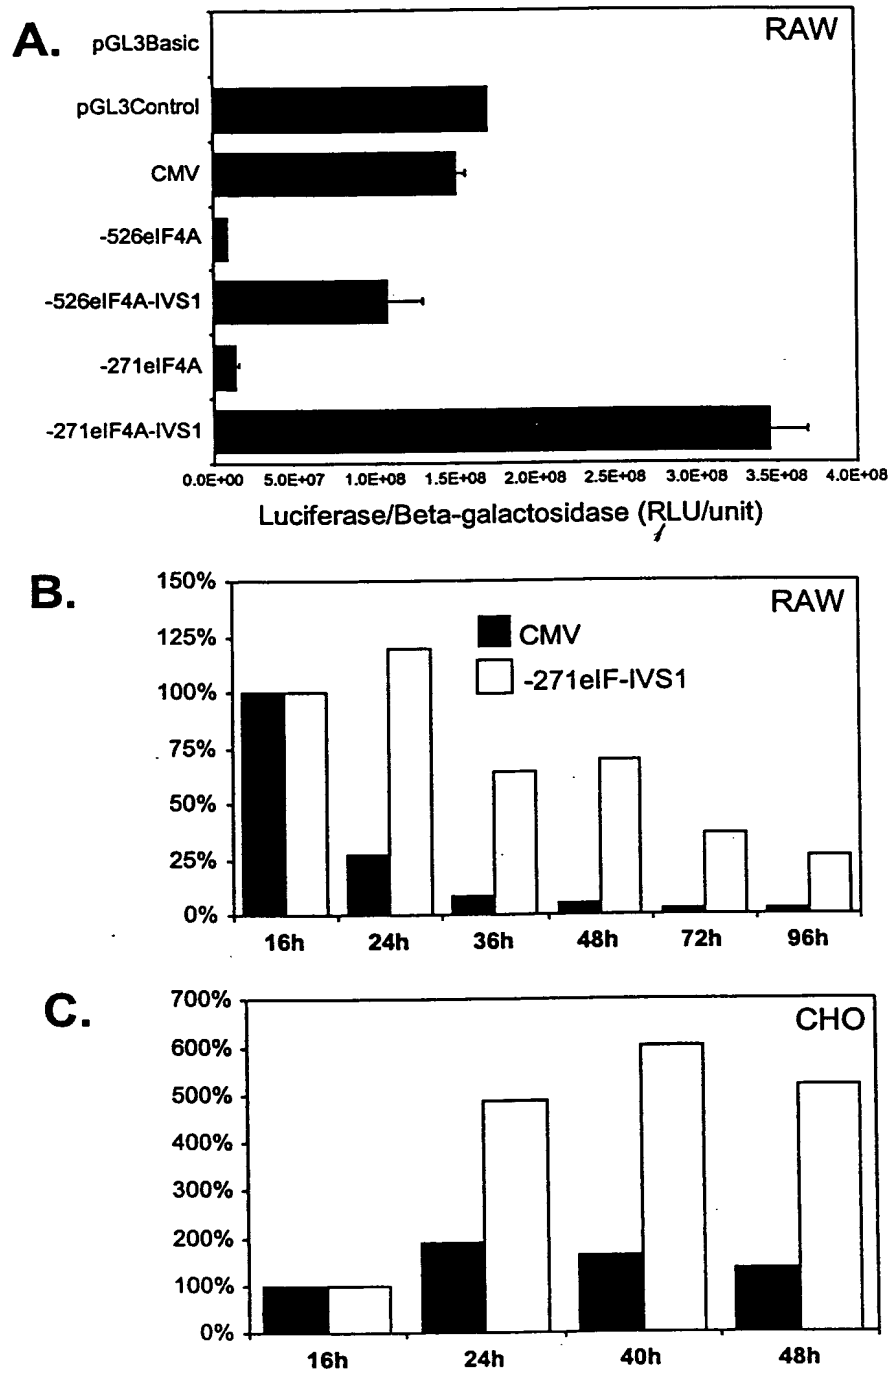 A.
RAW
pGL3Basic
pGL3Control
CMV
-526eIF4A
-526eIF4A-IVS1
-271eIF4A
-271eIF4A-IVS1
0.0E+00 5.0E+07 1.0E+08 1.5E+08 2.0E+08 2.5E+08 3.0E+08 3.5E+08 4.0E+08
Luciferase/Beta-galactosidase (RLU/unit)
B.
RAW
CMV
-271eIF-IVS1
150%
125%
100%
75%
50%
25%
0%
16h 24h 36h 48h 72h 96h
C.
CHO
700%
600%
500%
400%
300%
200%
100%
0%
16h 24h 40h 48h